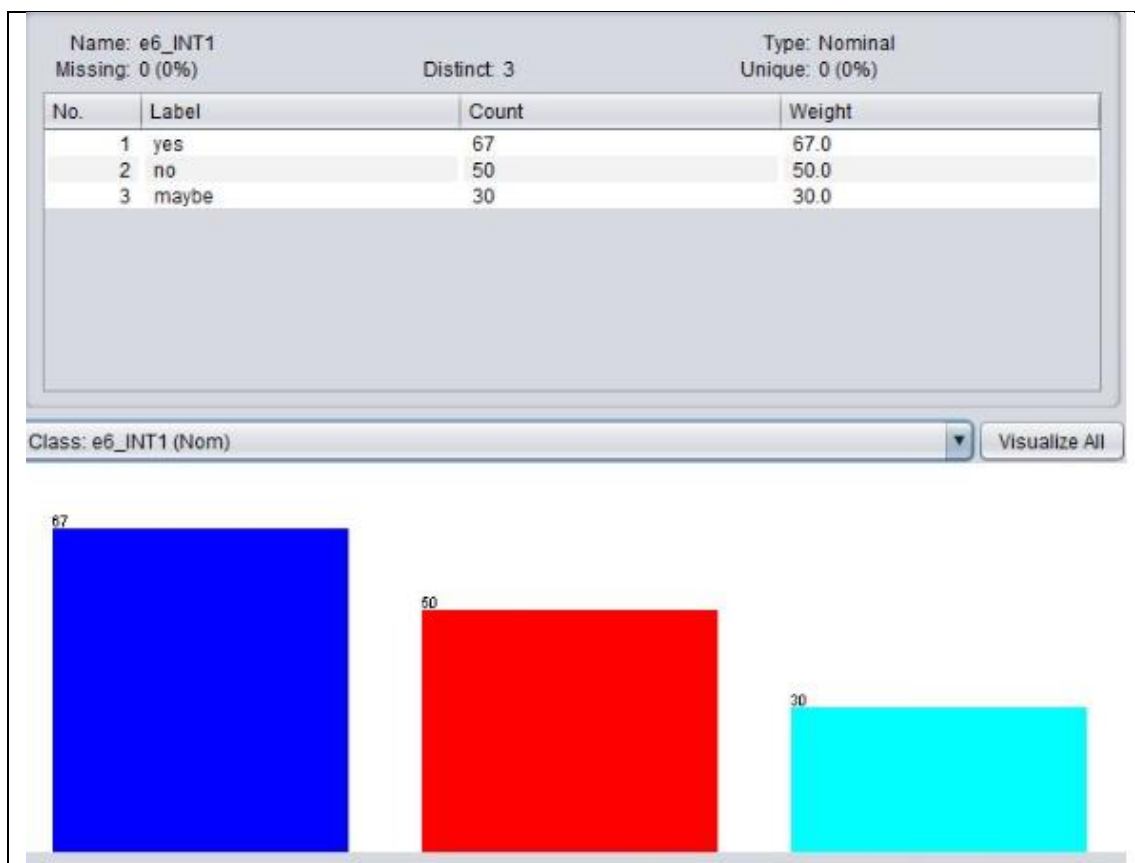 Name: e6_INT1 Type: Nominal
Missing: 0 (0%) Distinct: 3 Unique: 0 (0%)
No. Label Count Weight
1 yes 67 67.0
2 no 50 50.0
3 maybe 30 30.0
Class: e6_INT1 (Nom) Visualize All
67
50
30